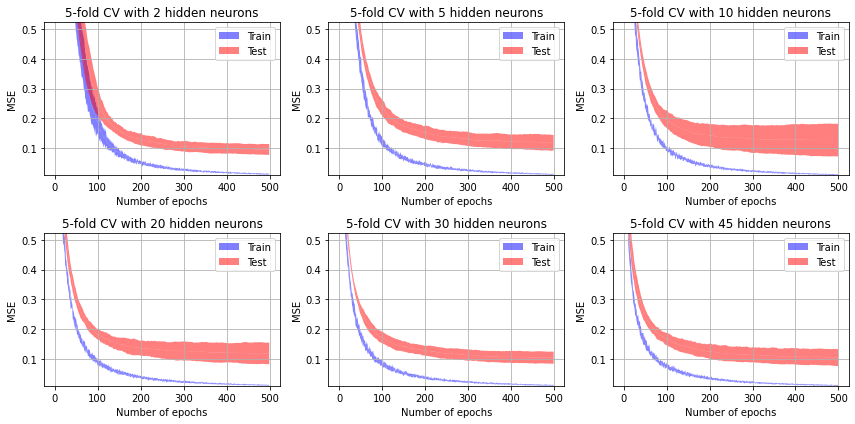 5-fold CV with 2 hidden neurons
MSE
0.5
0.4
0.3
0.2
0.1
Train
Test
0 100 200 300 400 500
Number of epochs
5-fold CV with 5 hidden neurons
MSE
0.5
0.4
0.3
0.2
0.1
Train
Test
0 100 200 300 400 500
Number of epochs
5-fold CV with 10 hidden neurons
MSE
0.5
0.4
0.3
0.2
0.1
Train
Test
0 100 200 300 400 500
Number of epochs
5-fold CV with 20 hidden neurons
MSE
0.5
0.4
0.3
0.2
0.1
Train
Test
0 100 200 300 400 500
Number of epochs
5-fold CV with 30 hidden neurons
MSE
0.5
0.4
0.3
0.2
0.1
Train
Test
0 100 200 300 400 500
Number of epochs
5-fold CV with 45 hidden neurons
MSE
0.5
0.4
0.3
0.2
0.1
Train
Test
0 100 200 300 400 500
Number of epochs